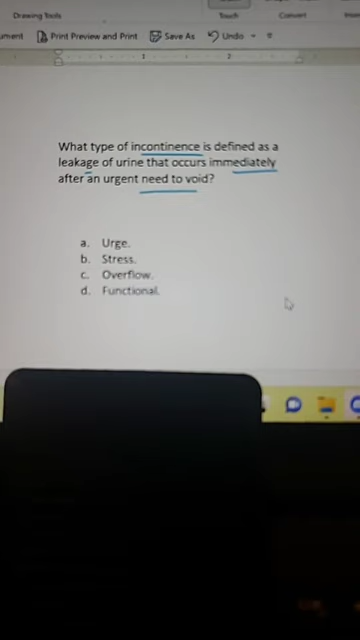 Drawing Tools
Touch
Convert
ument Print Preview and Print Save As Undo
What type of incontinence is defined as a
leakage of urine that occurs immediately
after an urgent need to void?
a. Urge.
b. Stress.
c. Overflow.
d. Functional.